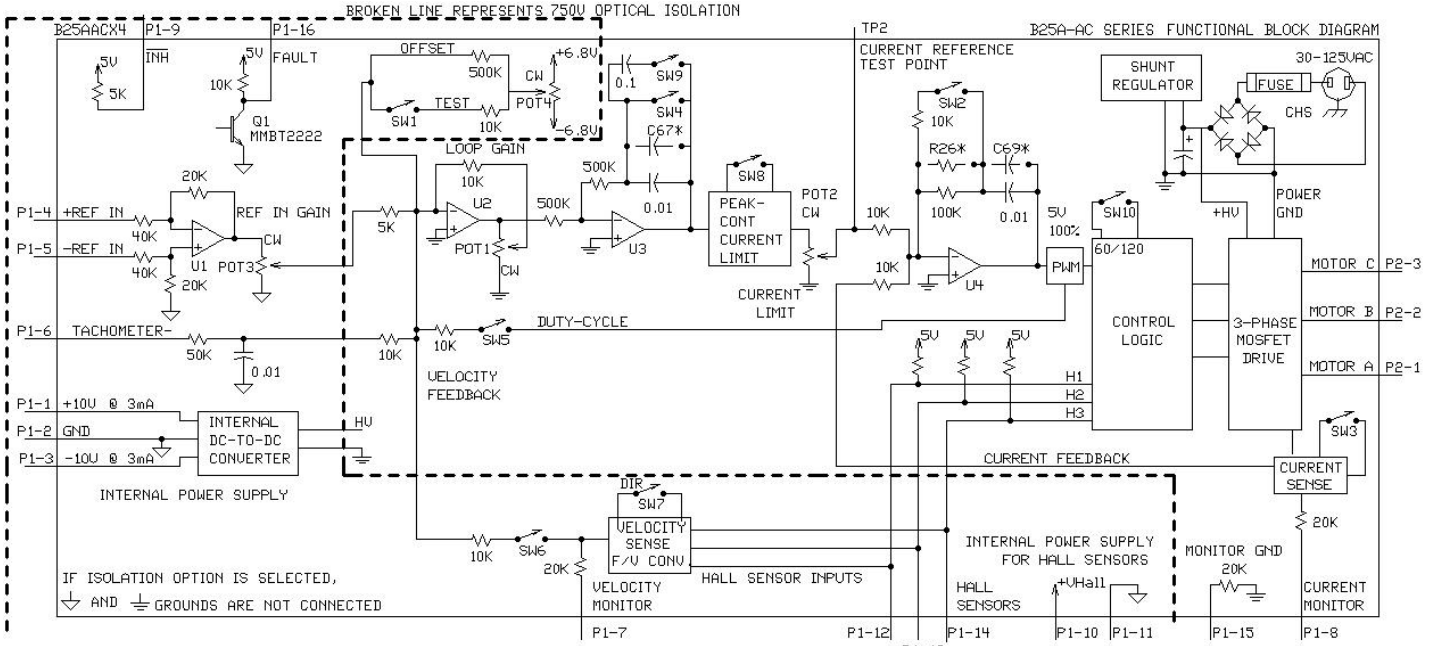 BROKEN LINE REPRESENTS 750V OPTICAL ISOLATION
B25AACX4 P1-9 P1-16 TP2 B25A-AC SERIES FUNCTIONAL BLOCK DIAGRAM
INH
5V
5K
FAULT
5V
10K
Q1
MMBT2222
OFFSET
500K
SW1
TEST
10K
CW
POT4
+6.8V
-6.8V
0.1
SW9
SW4
C67*
0.01
CURRENT REFERENCE
TEST POINT
SW2
10K
R26*
C69*
100K
0.01
SHUNT
REGULATOR
+
FUSE
30-125VAC
CHS
POWER
GND
+HV
P1-4 +REF IN
P1-5 -REF IN
40K
40K
20K
U1
20K
REF IN GAIN
CW
POT3
5K
LOOP GAIN
10K
U2
POT1
CW
500K
500K
U3
SW8
PEAK-
CONT
CURRENT
LIMIT
POT2
CW
CURRENT
LIMIT
10K
10K
U4
5V
100%
PWM
SW10
60/120
CONTROL
LOGIC
3-PHASE
MOSFET
DRIVE
MOTOR C P2-3
MOTOR B P2-2
MOTOR A P2-1
P1-6 TACHOMETER-
50K
0.01
10K
10K
SW5
DUTY-CYCLE
VELOCITY
FEEDBACK
5V 5V 5V
H1
H2
H3
P1-1 +10V @ 3mA
P1-2 GND
P1-3 -10V @ 3mA
INTERNAL
DC-TO-DC
CONVERTER
HV
INTERNAL POWER SUPPLY
CURRENT FEEDBACK
SW3
CURRENT
SENSE
20K
DIR
SW7
VELOCITY
SENSE
F/V CONV.
10K
SW6
20K
VELOCITY
MONITOR
HALL SENSOR INPUTS
INTERNAL POWER SUPPLY
FOR HALL SENSORS
HALL
SENSORS
+VHall
MONITOR GND
20K
CURRENT
MONITOR
IF ISOLATION OPTION IS SELECTED,
AND GROUNDS ARE NOT CONNECTED
P1-7 P1-12 P1-14 P1-10 P1-11 P1-15 P1-8